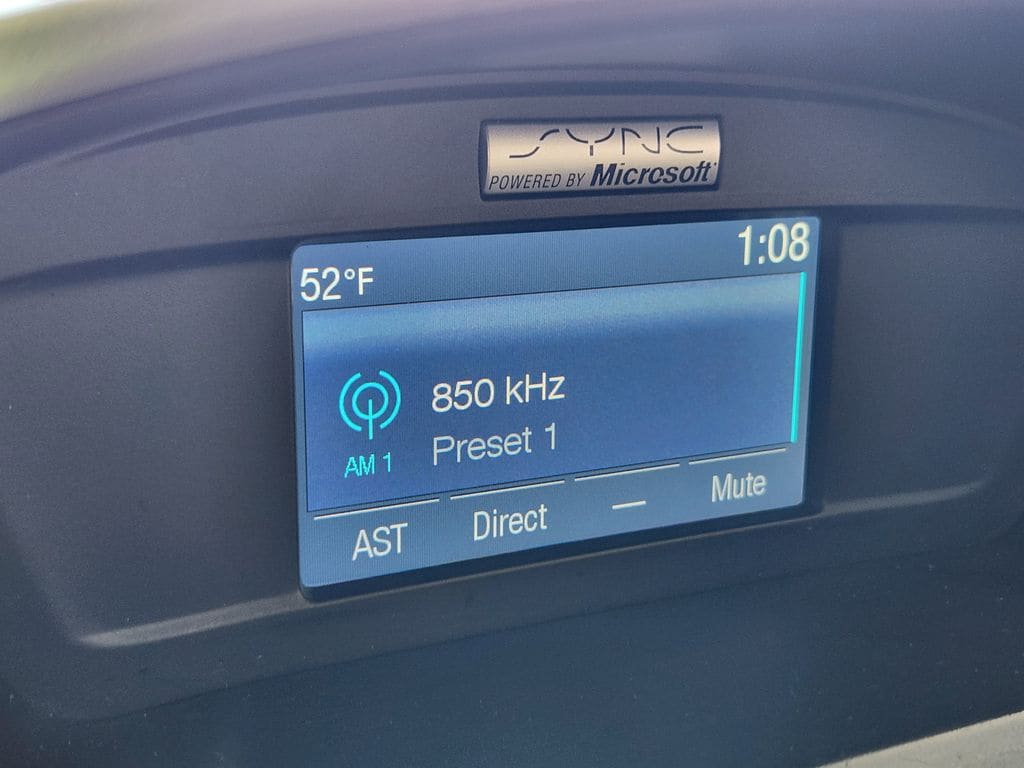 SYNC
POWERED BY Microsoft
52°F
1:08
850 kHz
Preset 1
AM 1
AST
Direct
—
Mute